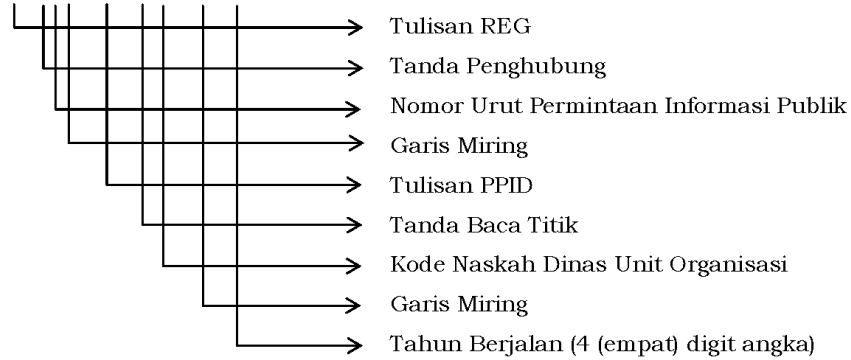 Tulisan REG
Tanda Penghubung
Nomor Urut Permintaan Informasi Publik
Garis Miring
Tulisan PPID
Tanda Baca Titik
Kode Naskah Dinas Unit Organisasi
Garis Miring
Tahun Berjalan (4 (empat) digit angka)